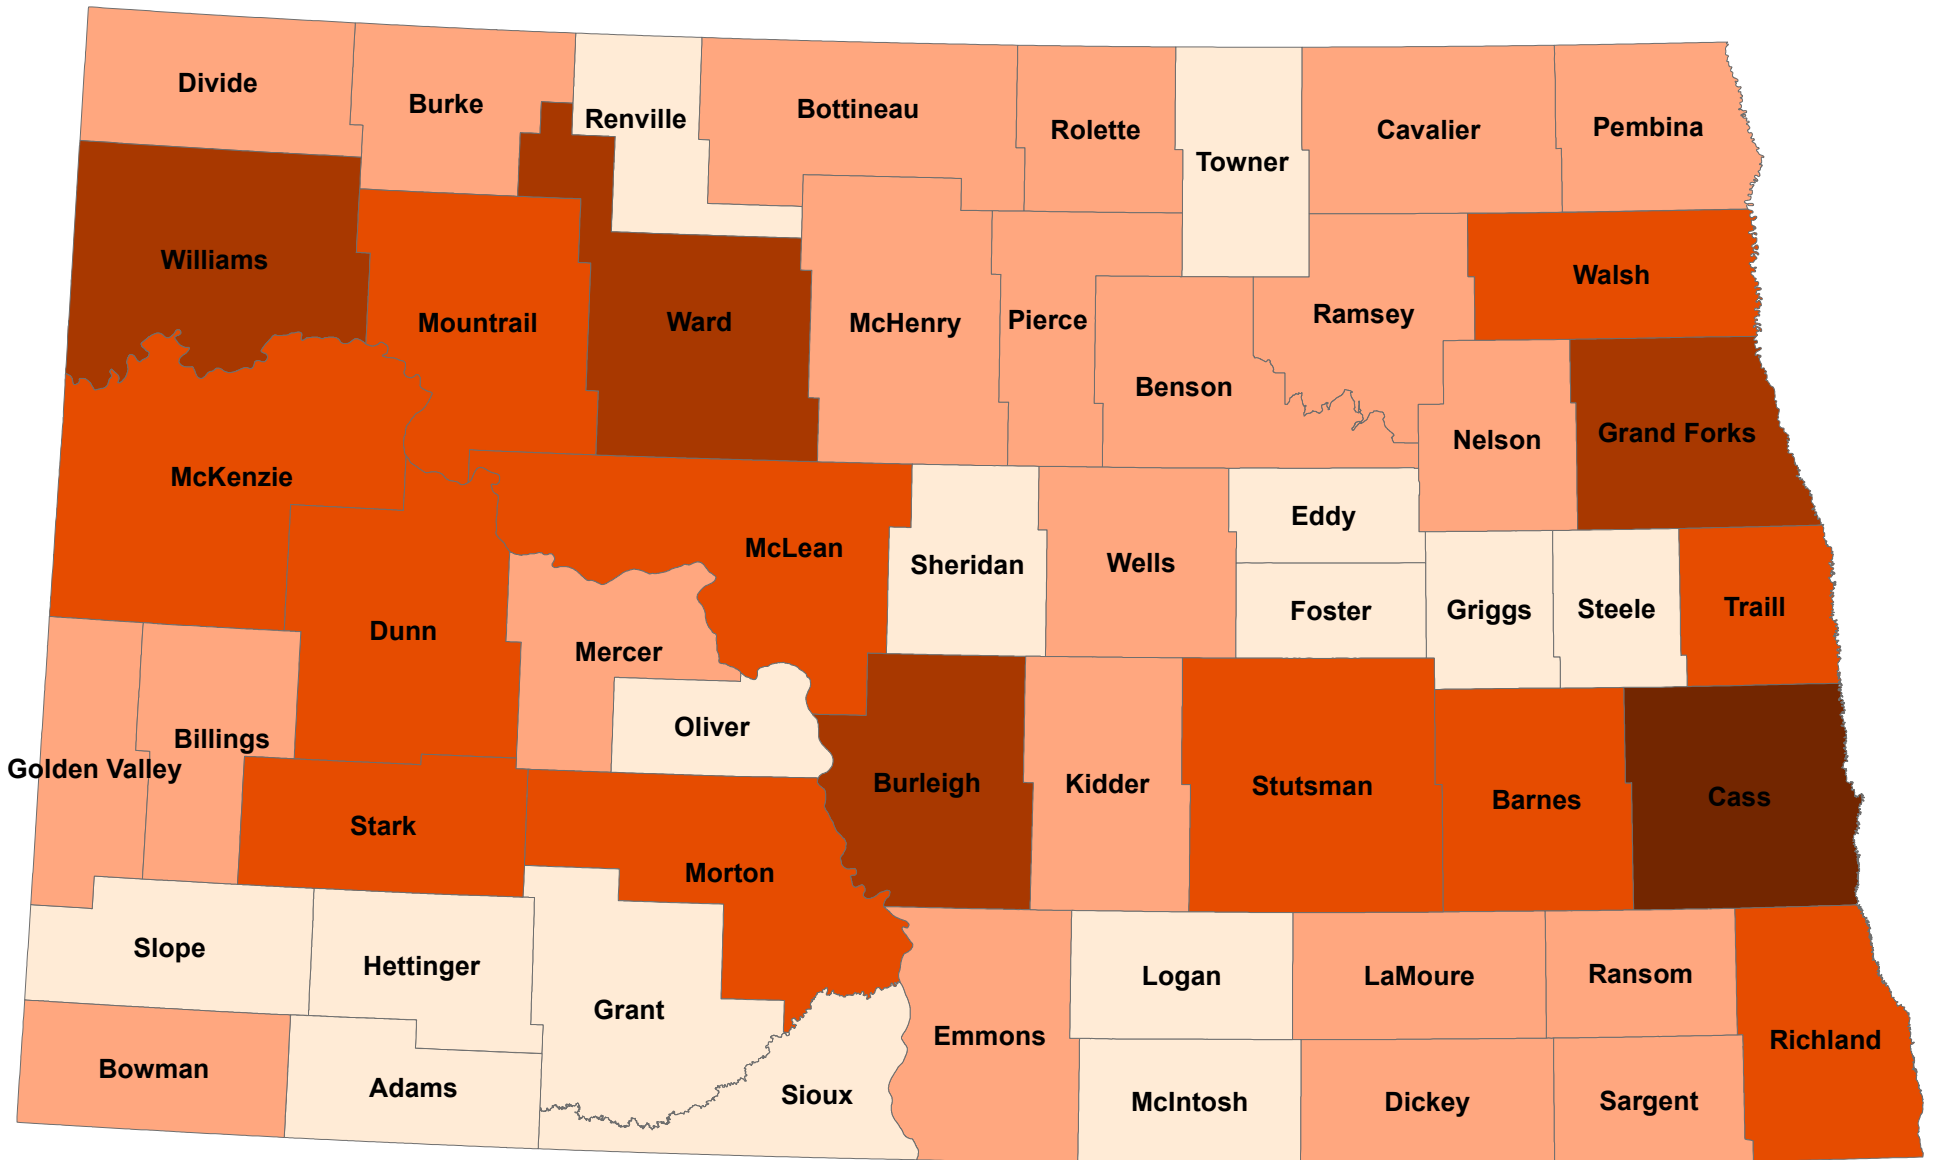 Divide
Burke
Renville
Bottineau
Rolette
Towner
Cavalier
Pembina
Williams
Mountrail
Ward
McHenry
Pierce
Benson
Ramsey
Walsh
Nelson
Grand Forks
McKenzie
McLean
Sheridan
Wells
Eddy
Foster
Griggs
Steele
Traill
Dunn
Mercer
Oliver
Golden Valley
Billings
Stark
Morton
Burleigh
Kidder
Stutsman
Barnes
Cass
Slope
Hettinger
Grant
Emmons
Logan
LaMoure
Ransom
Richland
Bowman
Adams
Sioux
McIntosh
Dickey
Sargent